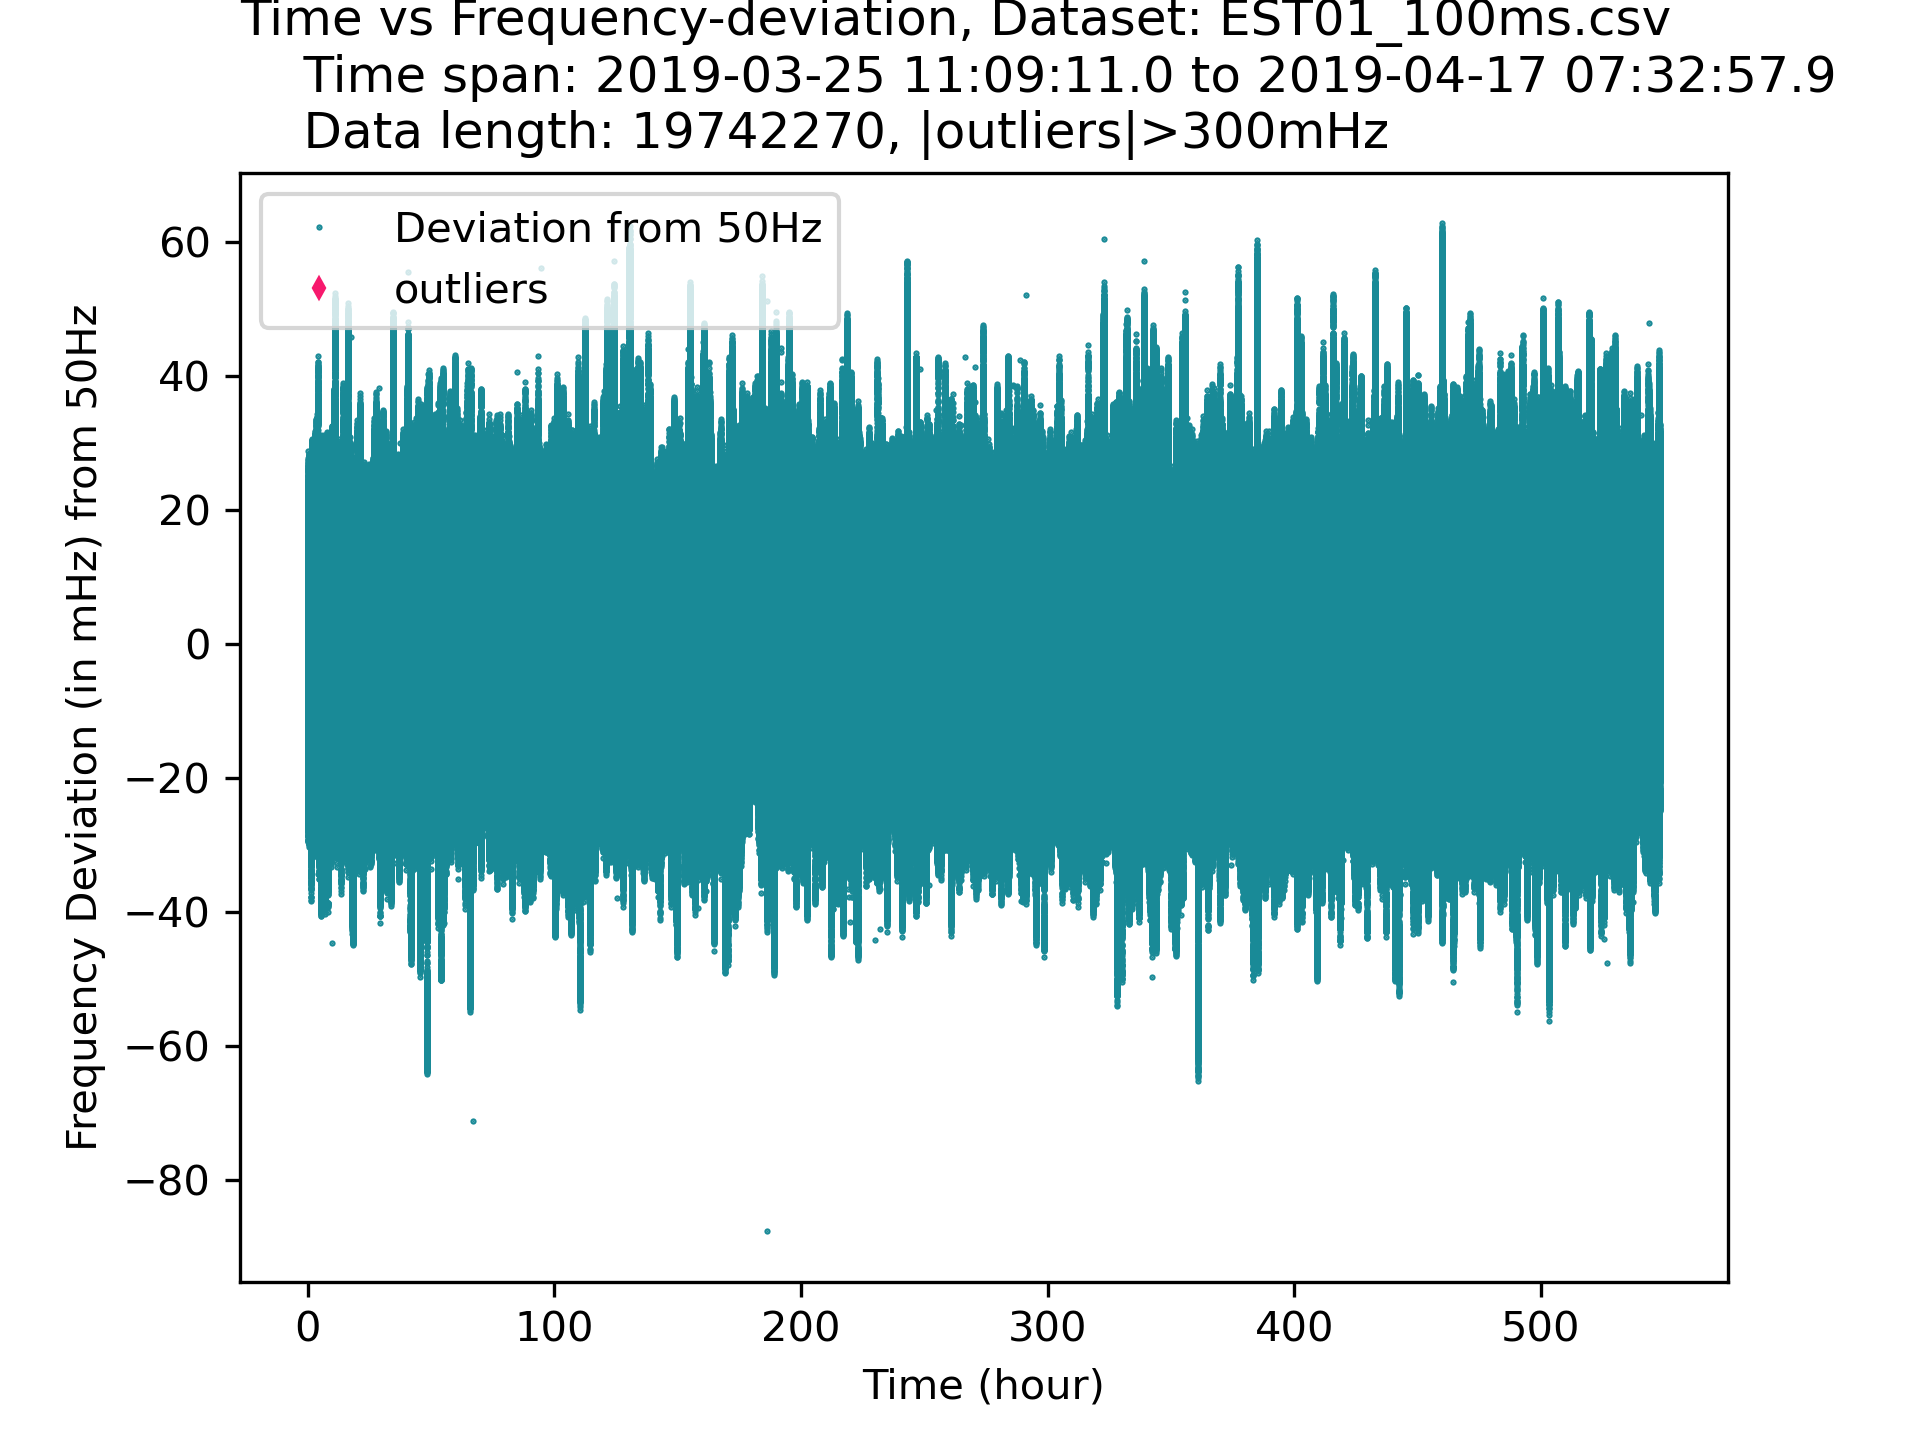 Time vs Frequency-deviation, Dataset: EST01_100ms.csv
Time span: 2019-03-25 11:09:11.0 to 2019-04-17 07:32:57.9
Data length: 19742270, |outliers|>300mHz
Deviation from 50Hz
outliers
60
40
20
0
−20
−40
−60
−80
Frequency Deviation (in mHz) from 50Hz
0 100 200 300 400 500
Time (hour)